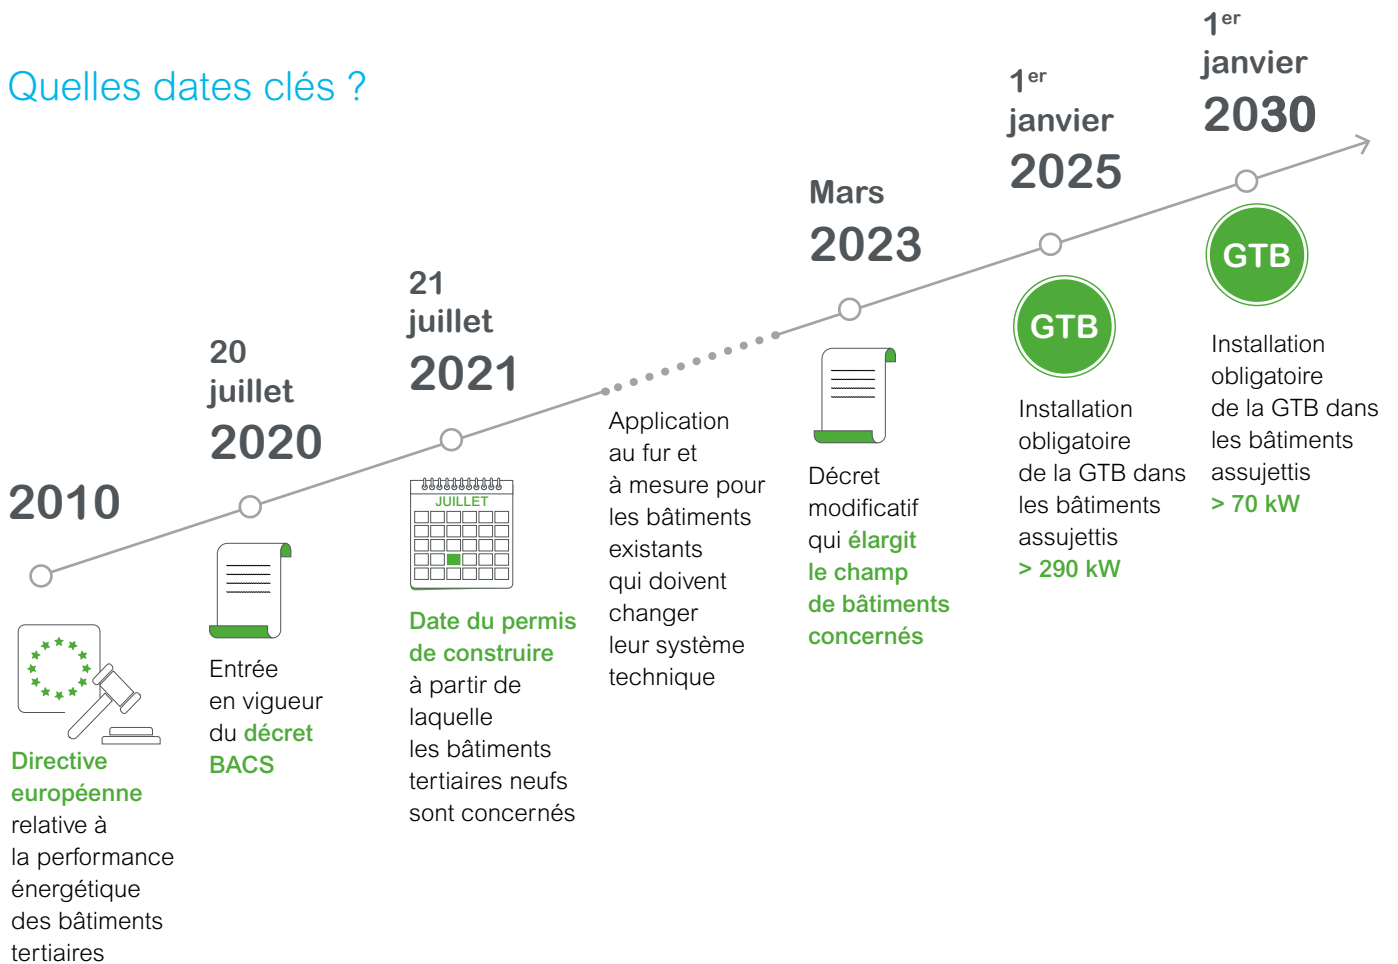 Quelles dates clés ?
2010
Directive
européenne
relative à
la performance
énergétique
des bâtiments
tertiaires
20
juillet
2020
Entrée
en vigueur
du décret
BACS
21
juillet
2021
JUILLET
Date du permis
de construire
à partir de
laquelle
les bâtiments
tertiaires neufs
sont concernés
Application
au fur et
à mesure pour
les bâtiments
existants
qui doivent
changer
leur système
technique
Mars
2023
Décret
modificatif
qui élargit
le champ
de bâtiments
concernés
1er
janvier
2025
GTB
Installation
obligatoire
de la GTB dans
les bâtiments
assujettis
> 290 kW
1er
janvier
2030
GTB
Installation
obligatoire
de la GTB dans
les bâtiments
assujettis
> 70 kW